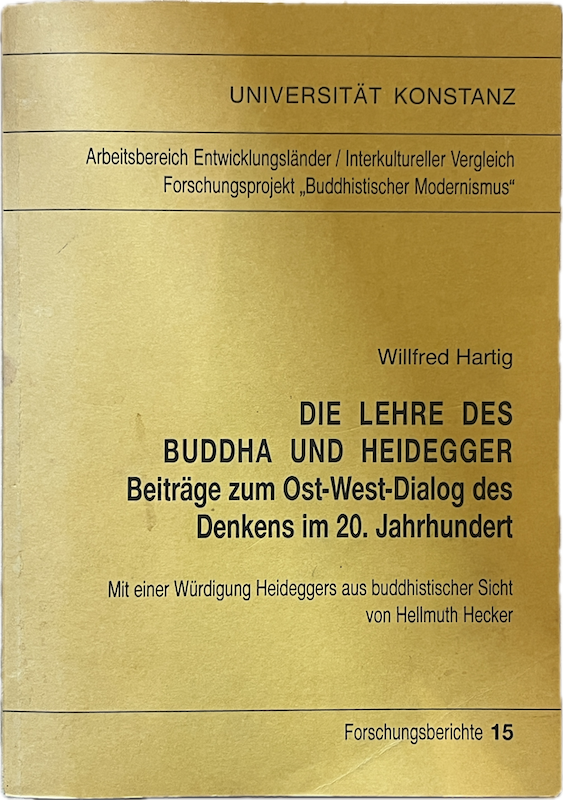 UNIVERSITÄT KONSTANZ
Arbeitsbereich Entwicklungsländer / Interkultureller Vergleich
Forschungsprojekt „Buddhistischer Modernismus“
Willfred Hartig
DIE LEHRE DES
BUDDHA UND HEIDEGGER
Beiträge zum Ost-West-Dialog des
Denkens im 20. Jahrhundert
Mit einer Würdigung Heideggers aus buddhistischer Sicht
von Hellmuth Hecker
Forschungsberichte 15